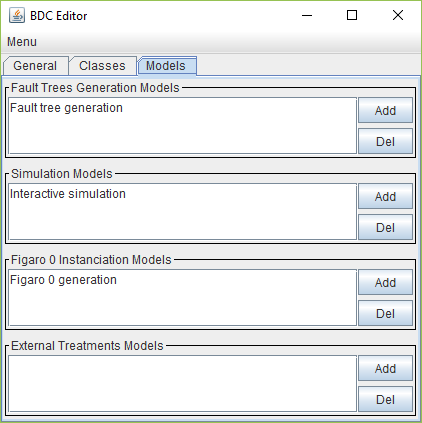 BDC Editor
Menu
General Classes Models
Fault Trees Generation Models
Fault tree generation
Add
Del
Simulation Models
Interactive simulation
Add
Del
Figaro 0 Instanciation Models
Figaro 0 generation
Add
Del
External Treatments Models
Add
Del